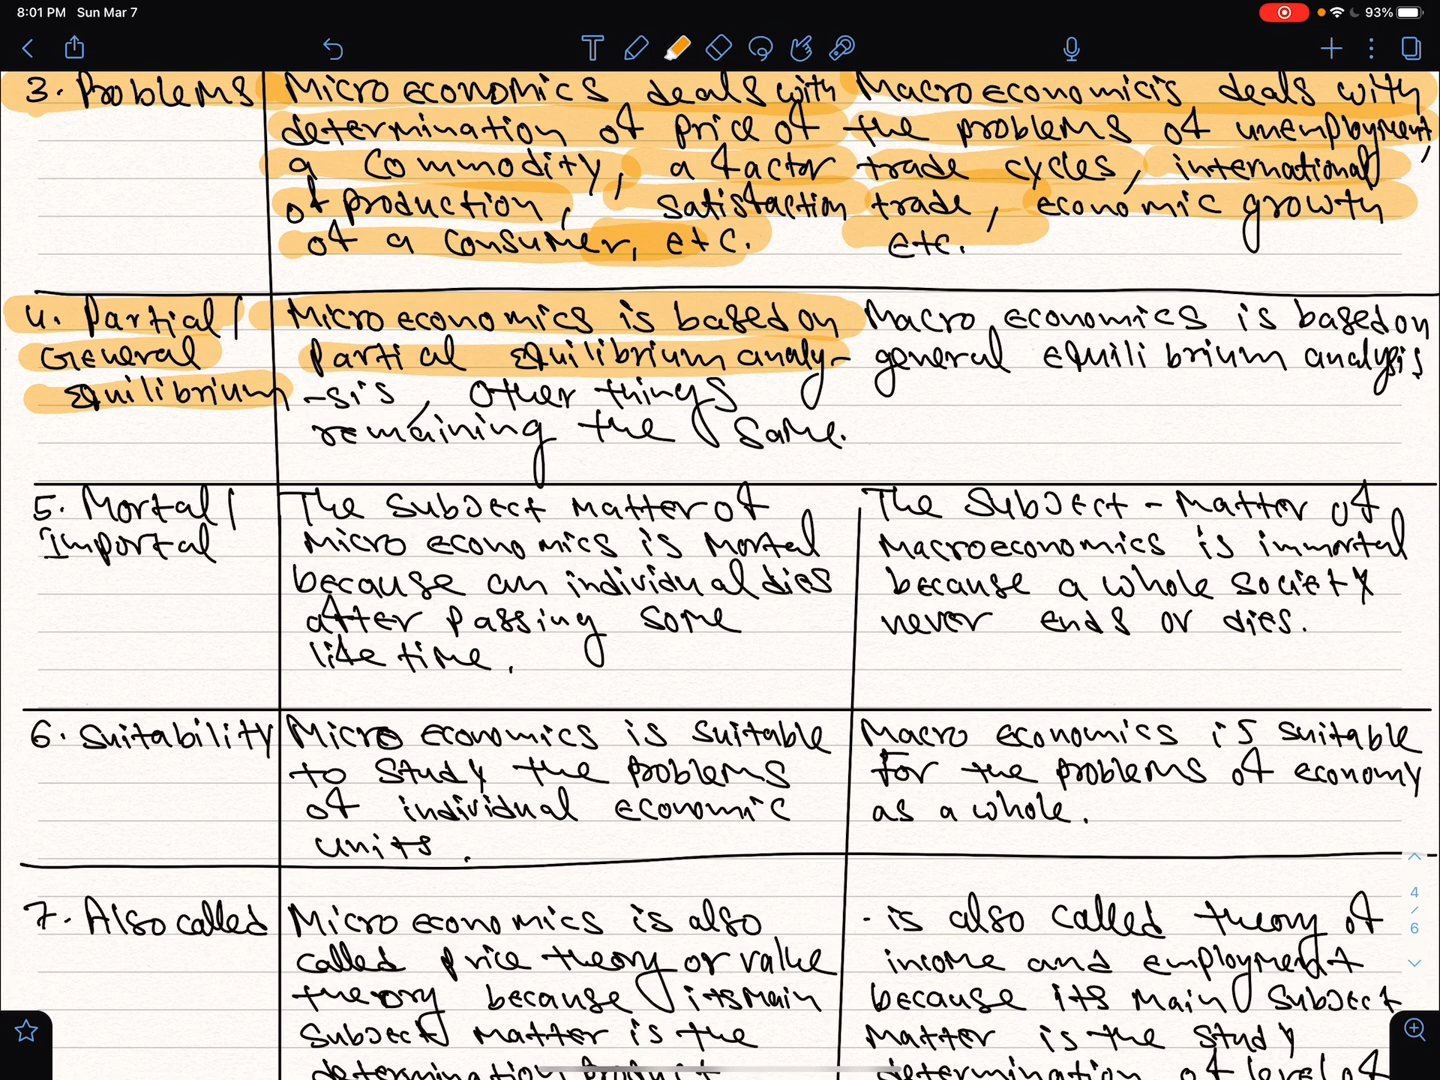 8:01 PM Sun Mar 7
93%
3. Problems
Micro economics deals with
determination of price of
a commodity, a factor
of production, satisfaction
of a consumer, etc.
Macro economics deals with
the problems of unemployment,
trade cycles, international
trade, economic growth
etc.
4. Partial /
General
Equilibrium
Micro economics is based on
partial equilibrium analy-
-sis, other things
remaining the same.
Macro economics is based on
general equilibrium analysis
5. Mortal /
Immortal
The subject matter of
micro economics is mortal
because an individual dies
after passing some
life time.
The subject - matter of
macroeconomics is immortal
because a whole society
never ends or dies.
6. Suitability
Micro economics is suitable
to study the problems
of individual economic
units.
Macro economics is suitable
for the problems of economy
as a whole.
7. Also called
Micro economics is also
called price theory or value
theory because its main
subject matter is the
determination product
- is also called theory of
income and employment
because its main subject
matter is the study
determination of level of
4
/
6